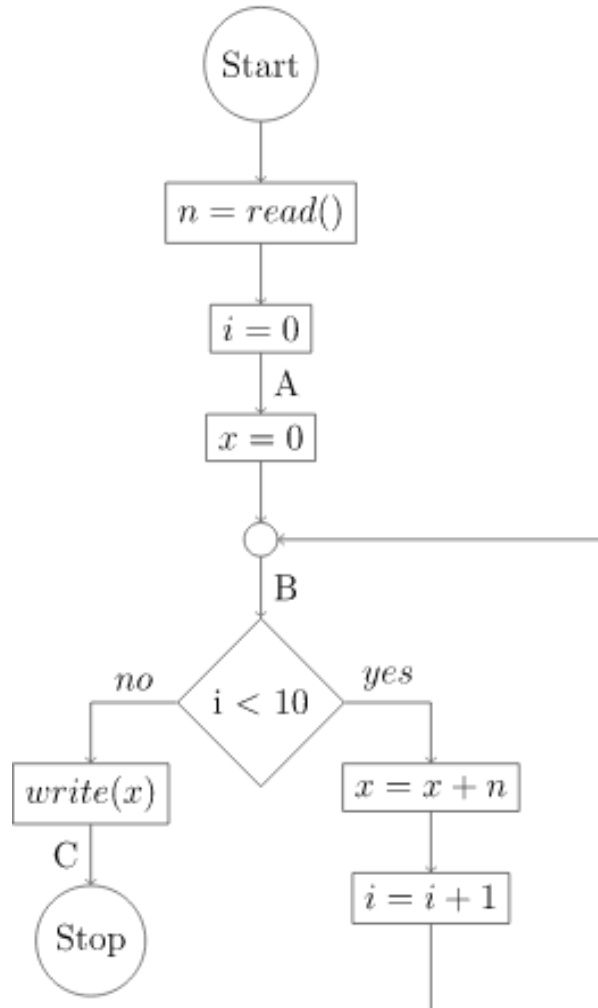 Start
n = read()
i = 0
A
x = 0
B
i < 10
no
yes
write(x)
x = x + n
C
i = i + 1
Stop